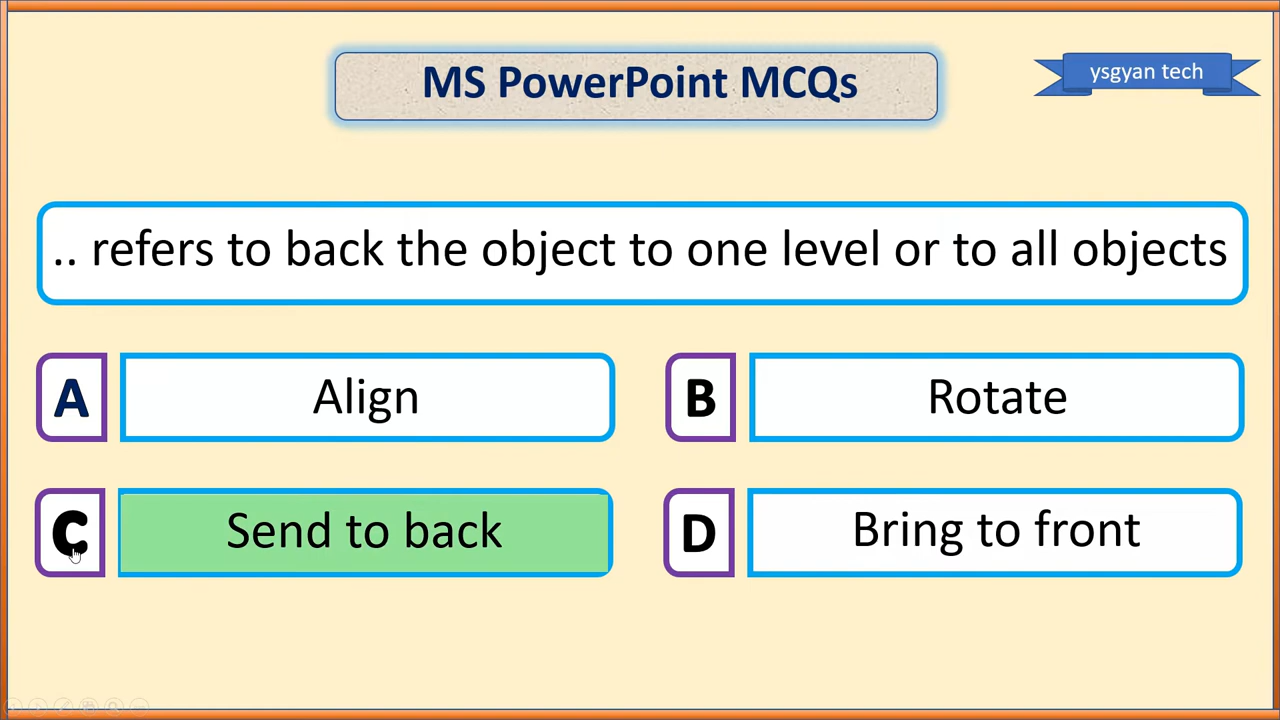 MS PowerPoint MCQs
ysgyan tech
.. refers to back the object to one level or to all objects
A
Align
B
Rotate
C
Send to back
D
Bring to front